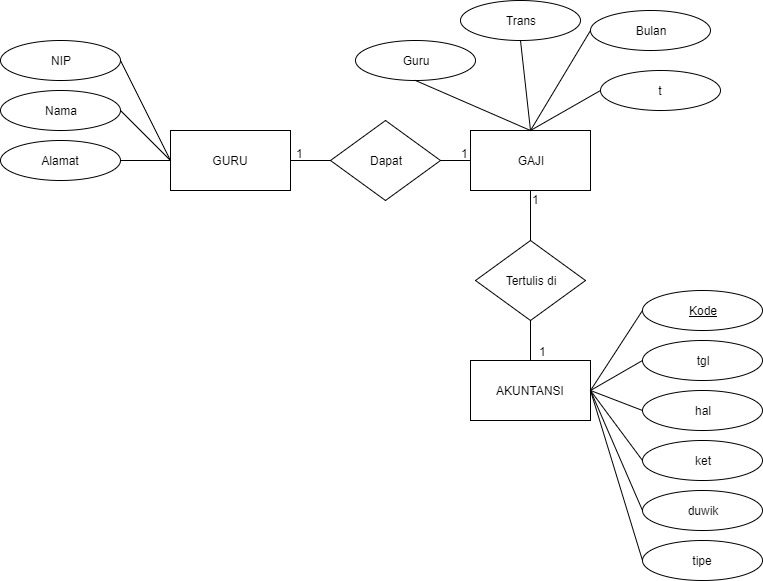 Trans
Bulan
Guru
NIP
t
Nama
Alamat
GURU
1
Dapat
1
GAJI
1
Tertulis di
1
AKUNTANSI
Kode
tgl
hal
ket
duwik
tipe